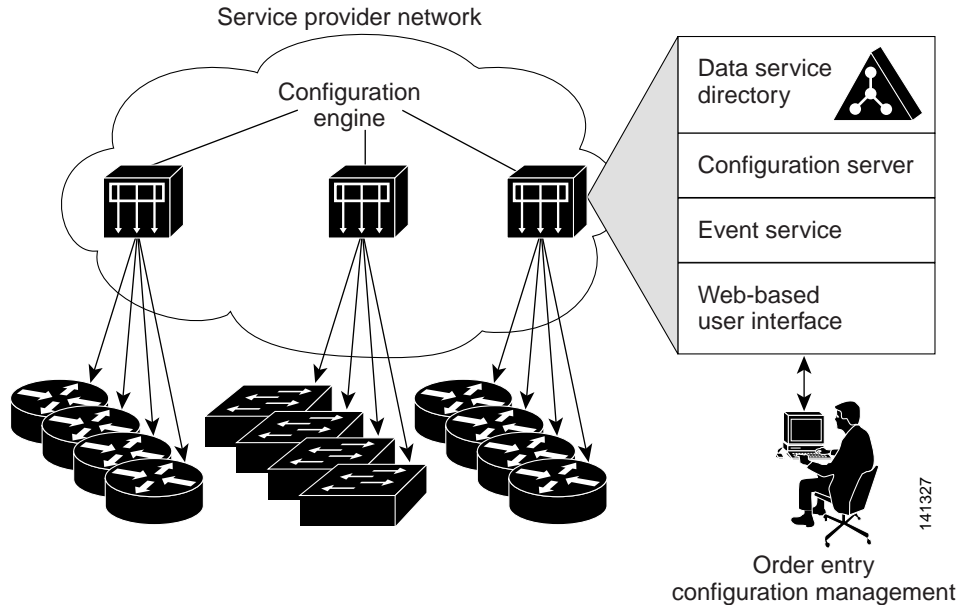 Service provider network
Configuration
engine
Data service
directory
Configuration server
Event service
Web-based
user interface
141327
Order entry
configuration management